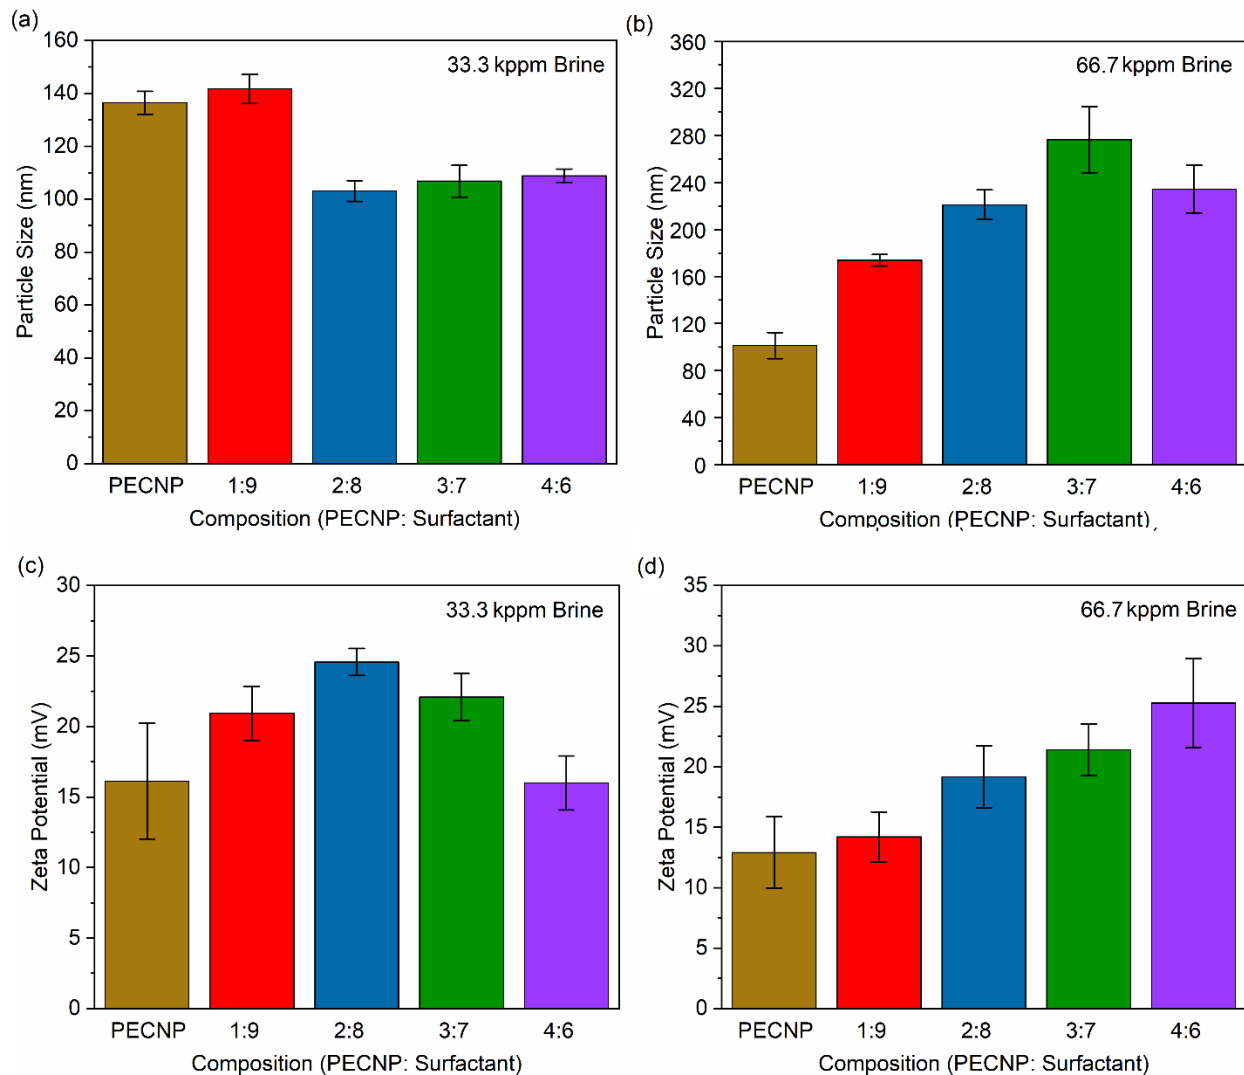 (a)
33.3 kppm Brine
Particle Size (nm)
160
140
120
100
80
60
40
20
0
PECNP 1:9 2:8 3:7 4:6
Composition (PECNP: Surfactant)
(b)
66.7 kppm Brine
Particle Size (nm)
360
320
280
240
200
160
120
80
40
0
PECNP 1:9 2:8 3:7 4:6
Composition (PECNP: Surfactant)
(c)
33.3 kppm Brine
Zeta Potential (mV)
30
25
20
15
10
5
0
PECNP 1:9 2:8 3:7 4:6
Composition (PECNP: Surfactant)
(d)
66.7 kppm Brine
Zeta Potential (mV)
35
30
25
20
15
10
5
0
PECNP 1:9 2:8 3:7 4:6
Composition (PECNP: Surfactant)